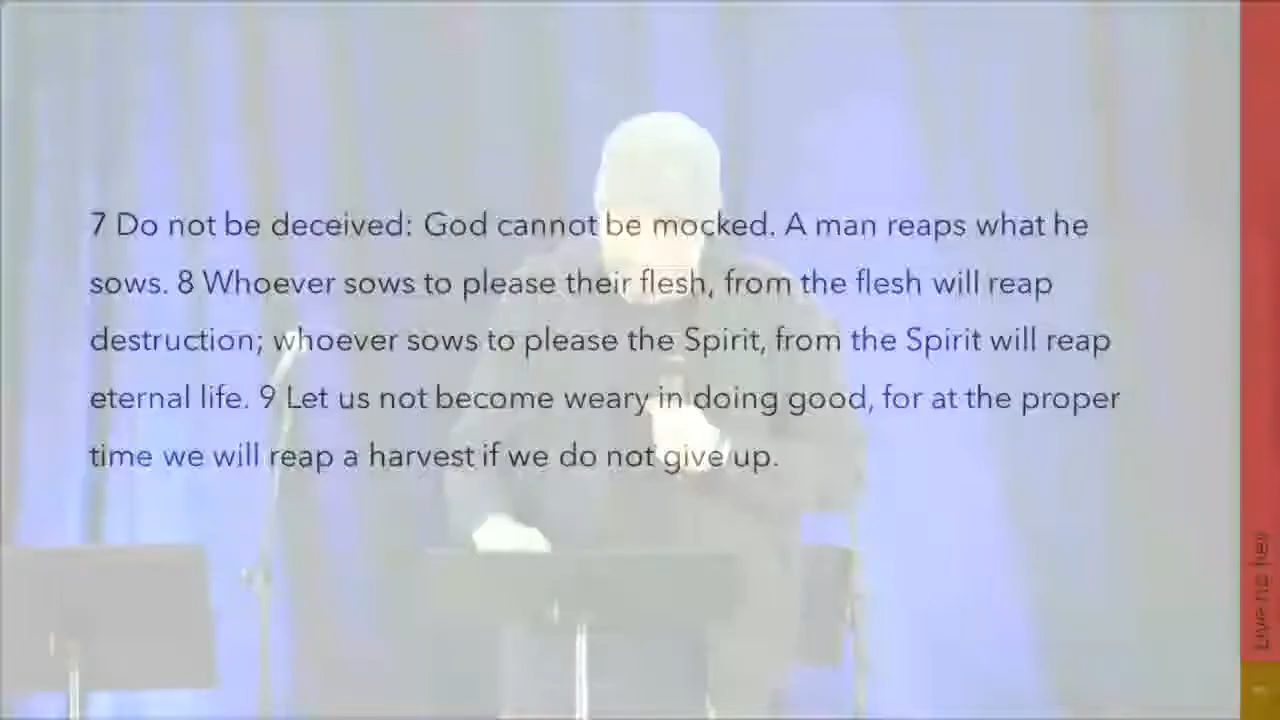 7 Do not be deceived: God cannot be mocked. A man reaps what he
sows. 8 Whoever sows to please their flesh, from the flesh will reap
destruction; whoever sows to please the Spirit, from the Spirit will reap
eternal life. 9 Let us not become weary in doing good, for at the proper
time we will reap a harvest if we do not give up.
Live no lies